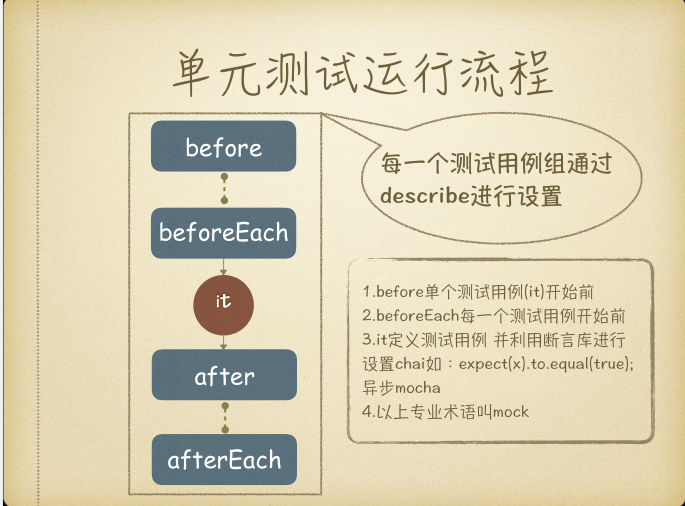 单元测试运行流程
before
beforeEach
it
after
afterEach
每一个测试用例组通过
describe进行设置
1.before单个测试用例(it)开始前
2.beforeEach每一个测试用例开始前
3.it定义测试用例 并利用断言库进行
设置chai如：expect(x).to.equal(true);
异步mocha
4.以上专业术语叫mock